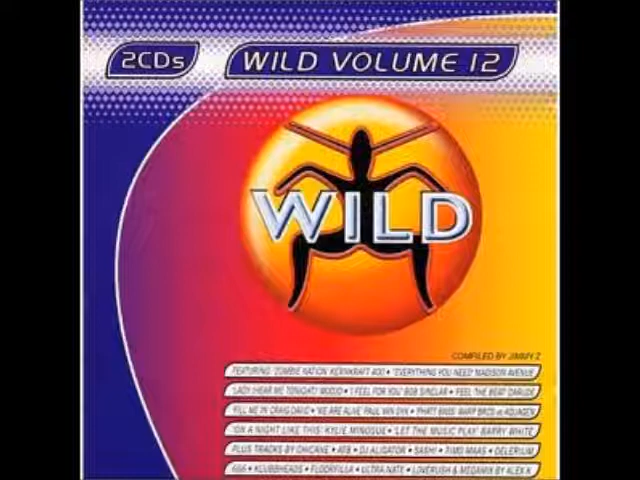 2CDs
WILD VOLUME 12
WILD
COMPILED BY JIMMY Z
FEATURING 'ZOMBIE NATION' KERNKRAFT 400 • 'EVERYTHING YOU NEED' MADISON AVENUE
'LADY (HEAR ME TONIGHT)' MODJO • 'I FEEL FOR YOU' BOB SINCLAR • 'FEEL THE BEAT' DARUDE
'FILL ME IN' CRAIG DAVID • 'WE ARE ALIVE' PAUL VAN DYK • 'PHATT BASS' WARP BROS vs AQUAGEN
'ON A NIGHT LIKE THIS' KYLIE MINOGUE • 'LET THE MUSIC PLAY' BARRY WHITE
PLUS TRACKS BY CHICANE • ATB • DJ ALIGATOR • SASH! • TIMO MAAS • DELERIUM
666 • KLUBBHEADS • FLOORFILLA • ULTRA NATE • LOVERUSH & MEGAMIX BY ALEX K